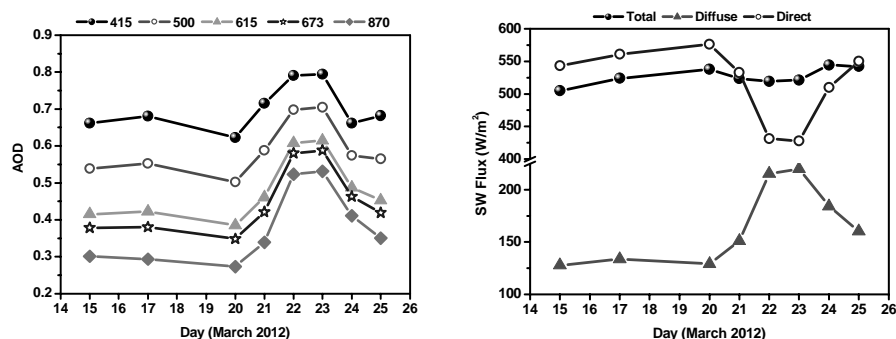 415 500 615 673 870
AOD
0.9
0.8
0.7
0.6
0.5
0.4
0.3
0.2
14 15 16 17 18 19 20 21 22 23 24 25 26
Day (March 2012)
Total Diffuse Direct
SW Flux (W/m²)
600
550
500
450
400
200
150
100
14 15 16 17 18 19 20 21 22 23 24 25 26
Day (March 2012)